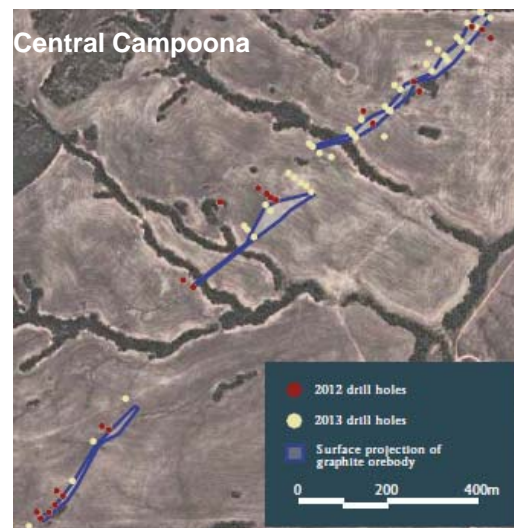 Central Campoona
2012 drill holes
2013 drill holes
Surface projection of
graphite orebody
0 200 400m